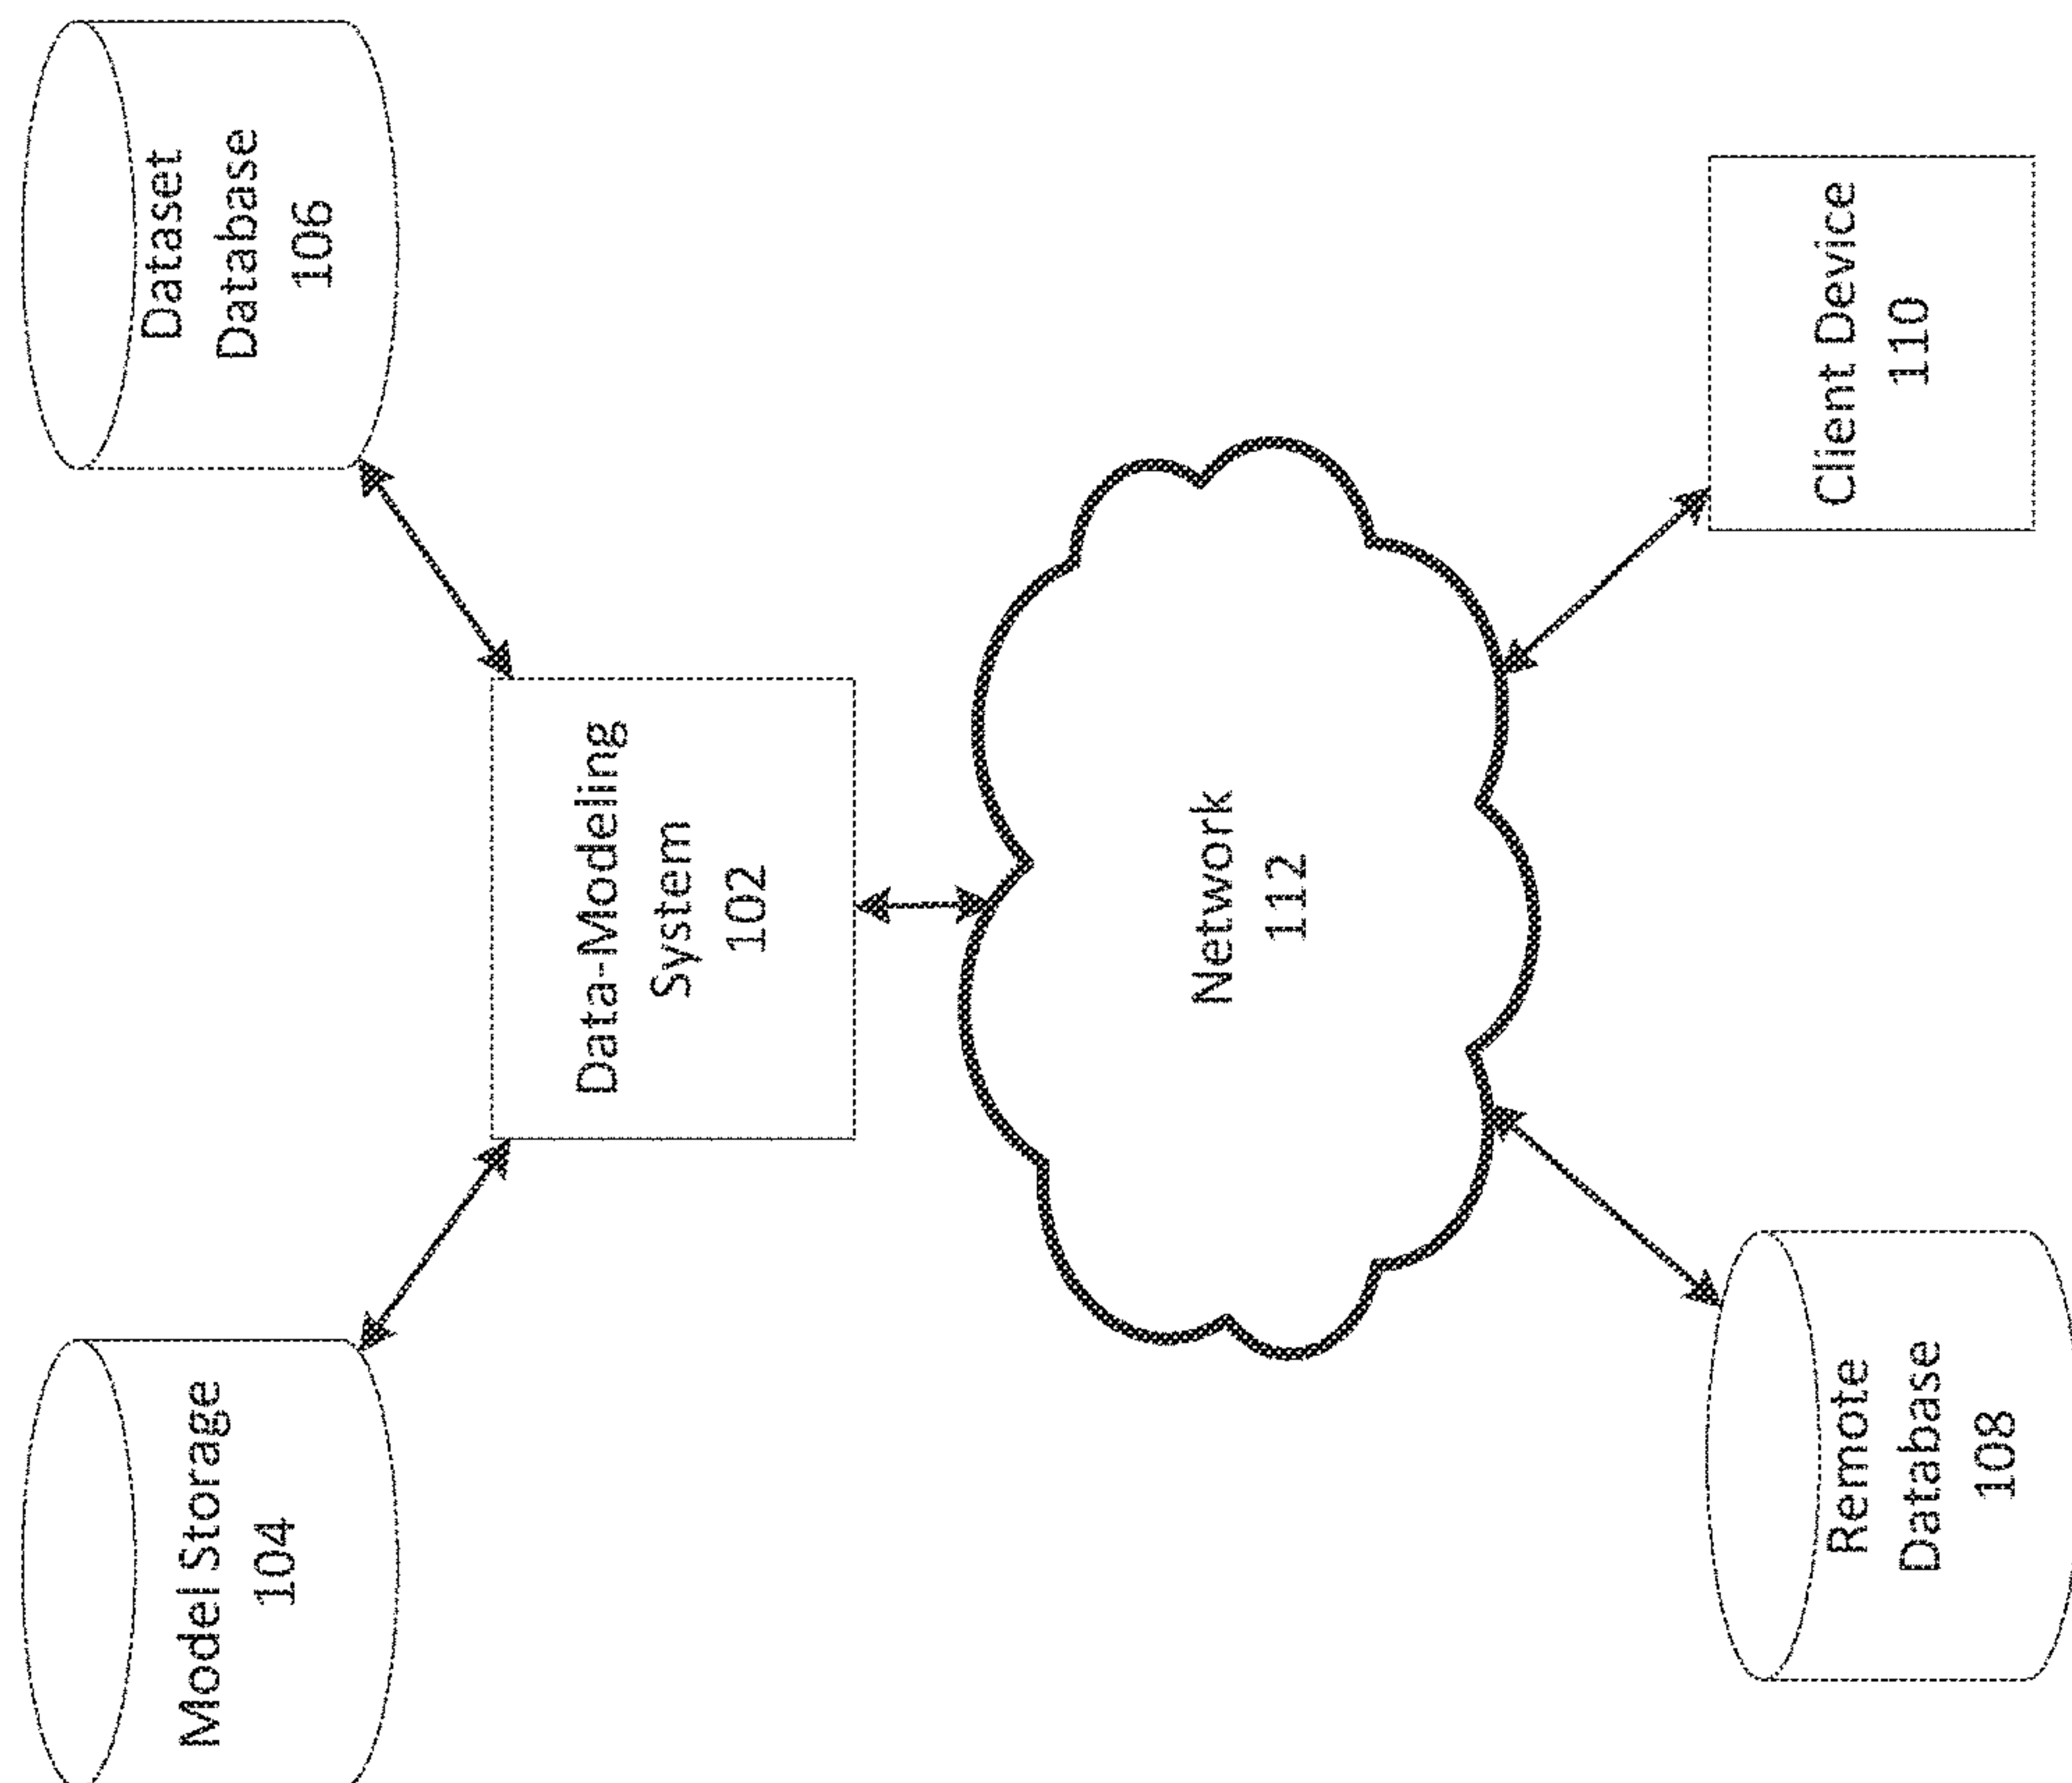 Model Storage
104
Dataset
Database
106
Data-Modeling
System
102
Network
112
Remote
Database
108
Client Device
110